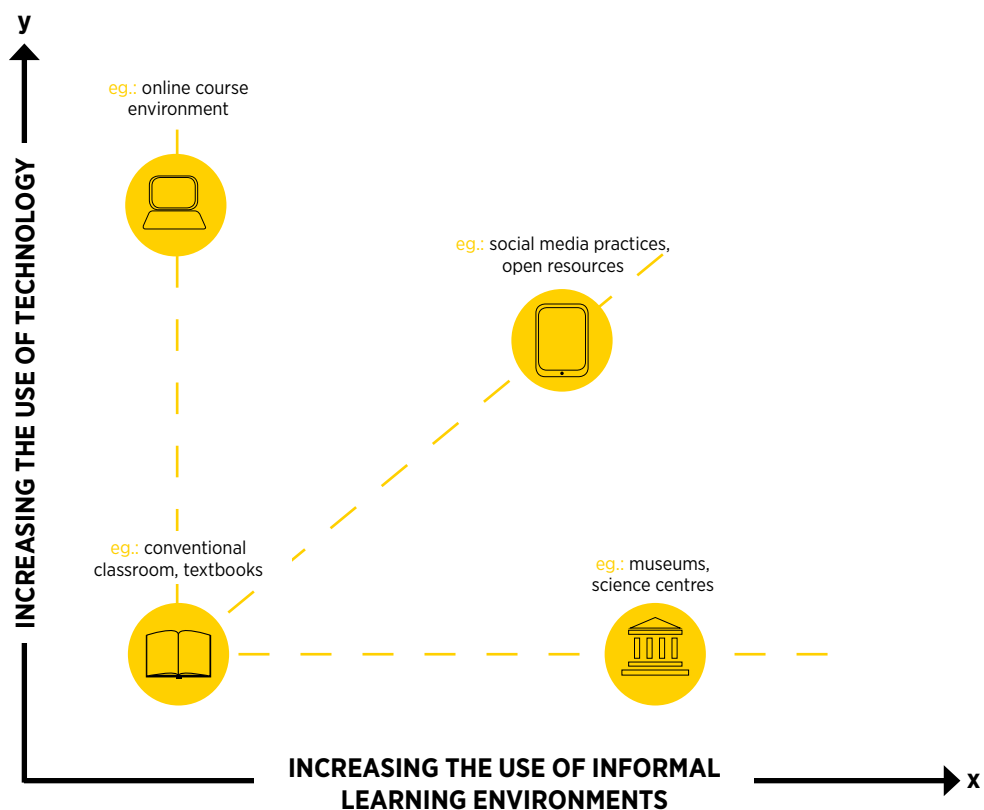 y
INCREASING THE USE OF TECHNOLOGY
eg.: online course
environment
eg.: social media practices,
open resources
eg.: conventional
classroom, textbooks
eg.: museums,
science centres
INCREASING THE USE OF INFORMAL
LEARNING ENVIRONMENTS
x